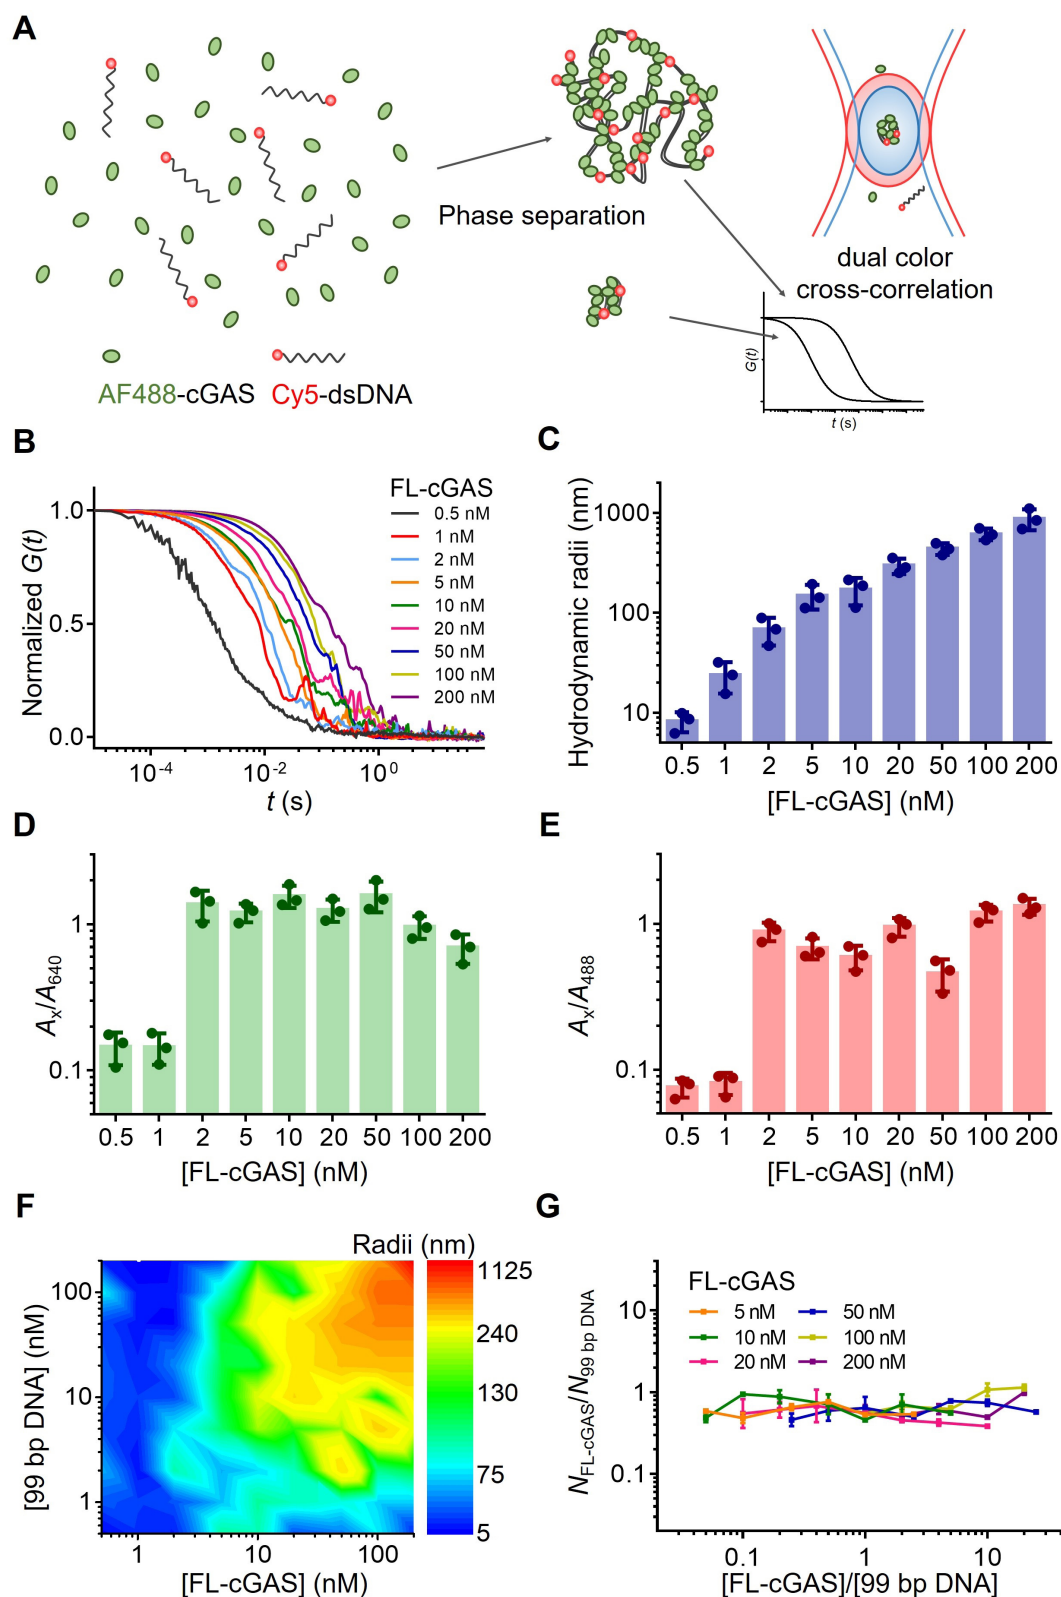 A
Phase separation
dual color
cross-correlation
G(t)
t (s)
AF488-cGAS Cy5-dsDNA
B
FL-cGAS
0.5 nM
1 nM
2 nM
5 nM
10 nM
20 nM
50 nM
100 nM
200 nM
Normalized G(t)
1.0
0.5
0.0
10⁻⁴ 10⁻² 10⁰
t (s)
C
Hydrodynamic radii (nm)
1000
100
10
0.5 1 2 5 10 20 50 100 200
[FL-cGAS] (nM)
D
Aₓ/A₆₄₀
1
0.1
0.5 1 2 5 10 20 50 100 200
[FL-cGAS] (nM)
E
Aₓ/A₄₈₈
1
0.1
0.5 1 2 5 10 20 50 100 200
[FL-cGAS] (nM)
F
Radii (nm)
1125
240
130
75
5
[99 bp DNA] (nM)
100
10
1
1 10 100
[FL-cGAS] (nM)
G
FL-cGAS
5 nM 50 nM
10 nM 100 nM
20 nM 200 nM
N FL-cGAS/N 99 bp DNA
10
1
0.1
0.1 1 10
[FL-cGAS]/[99 bp DNA]